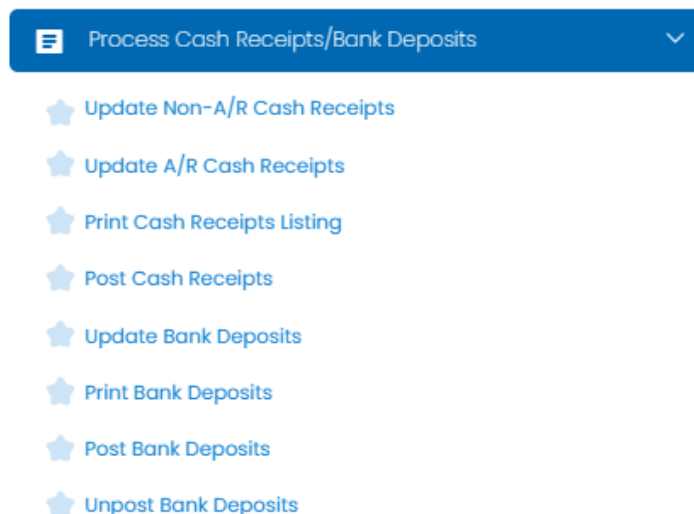 Process Cash Receipts/Bank Deposits
Update Non-A/R Cash Receipts
Update A/R Cash Receipts
Print Cash Receipts Listing
Post Cash Receipts
Update Bank Deposits
Print Bank Deposits
Post Bank Deposits
Unpost Bank Deposits